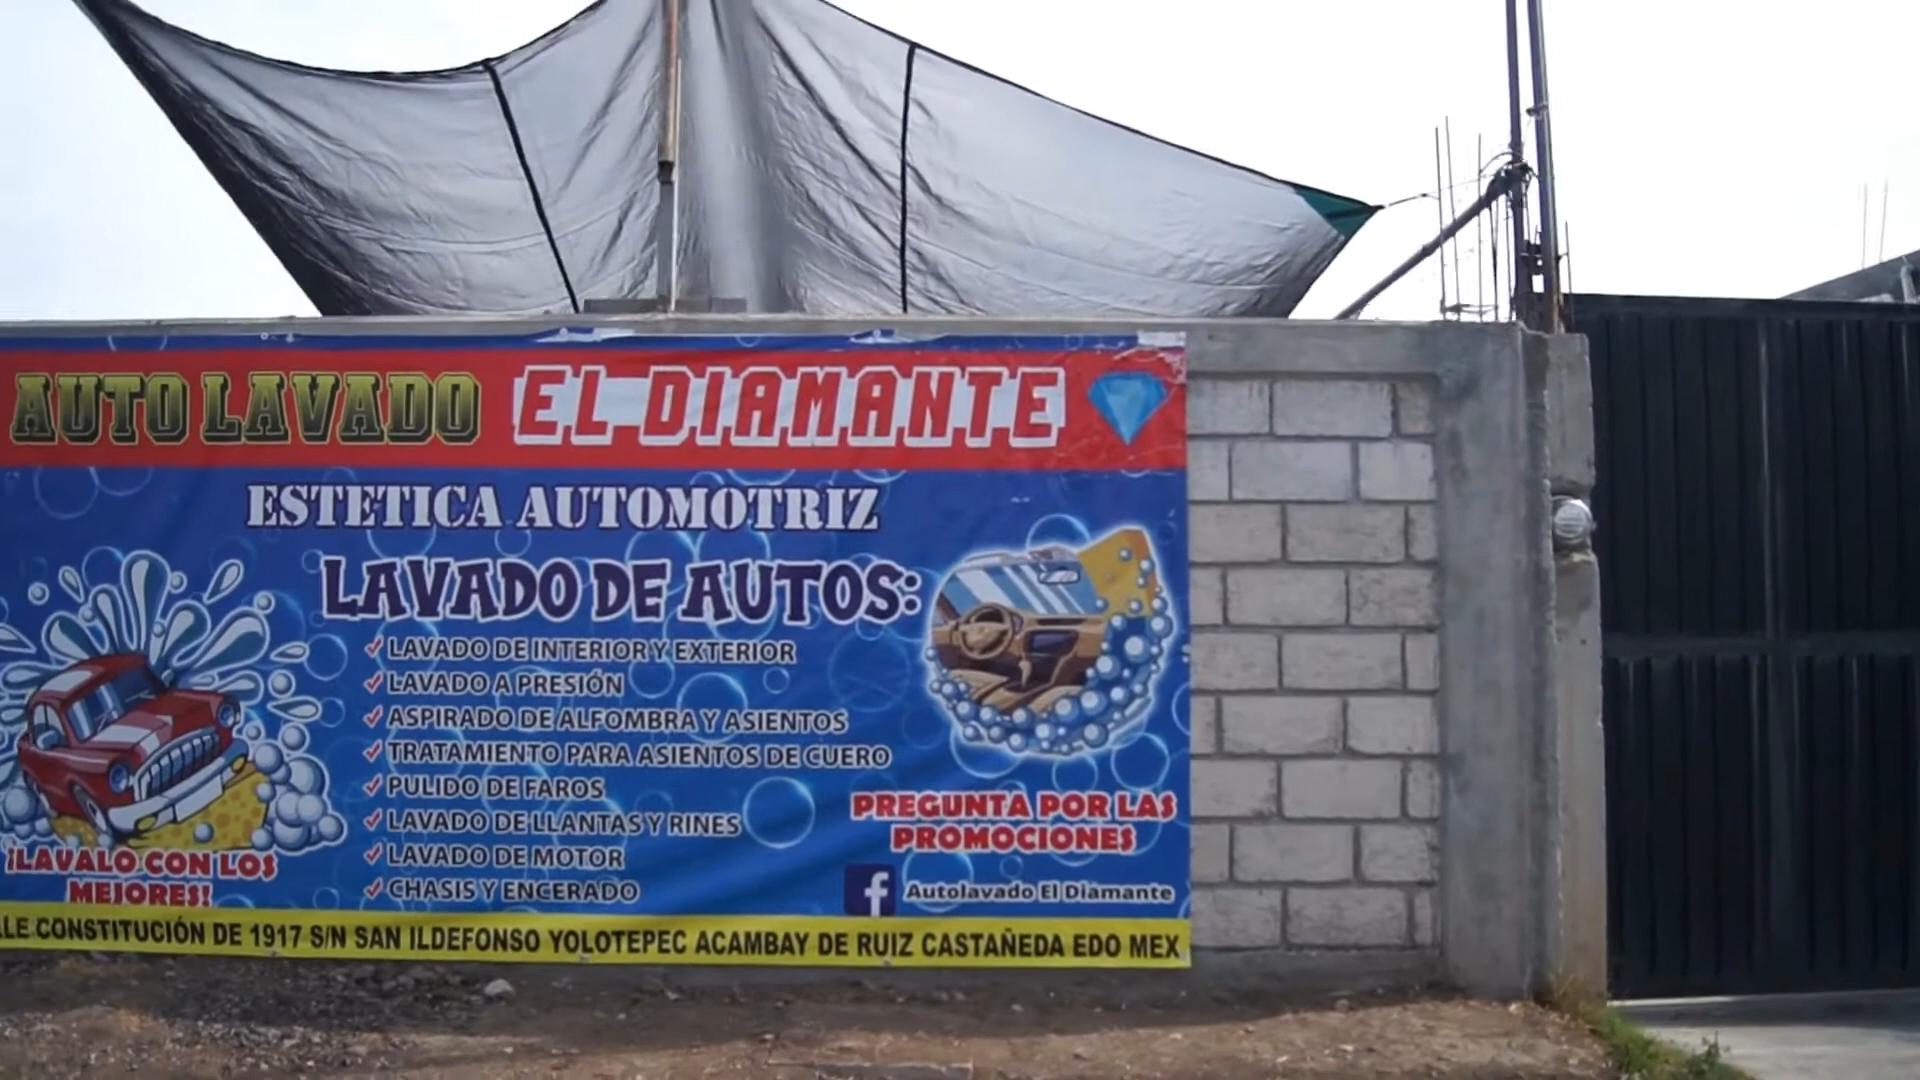 AUTO LAVADO EL DIAMANTE
ESTETICA AUTOMOTRIZ
LAVADO DE AUTOS:
LAVADO DE INTERIOR Y EXTERIOR
LAVADO A PRESIÓN
ASPIRADO DE ALFOMBRA Y ASIENTOS
TRATAMIENTO PARA ASIENTOS DE CUERO
PULIDO DE FAROS
LAVADO DE LLANTAS Y RINES
LAVADO DE MOTOR
CHASIS Y ENCERADO
¡LAVALO CON LOS
MEJORES!
PREGUNTA POR LAS
PROMOCIONES
f Autolavado El Diamante
LLE CONSTITUCIÓN DE 1917 S/N SAN ILDEFONSO YOLOTEPEC ACAMBAY DE RUIZ CASTAÑEDA EDO MEX